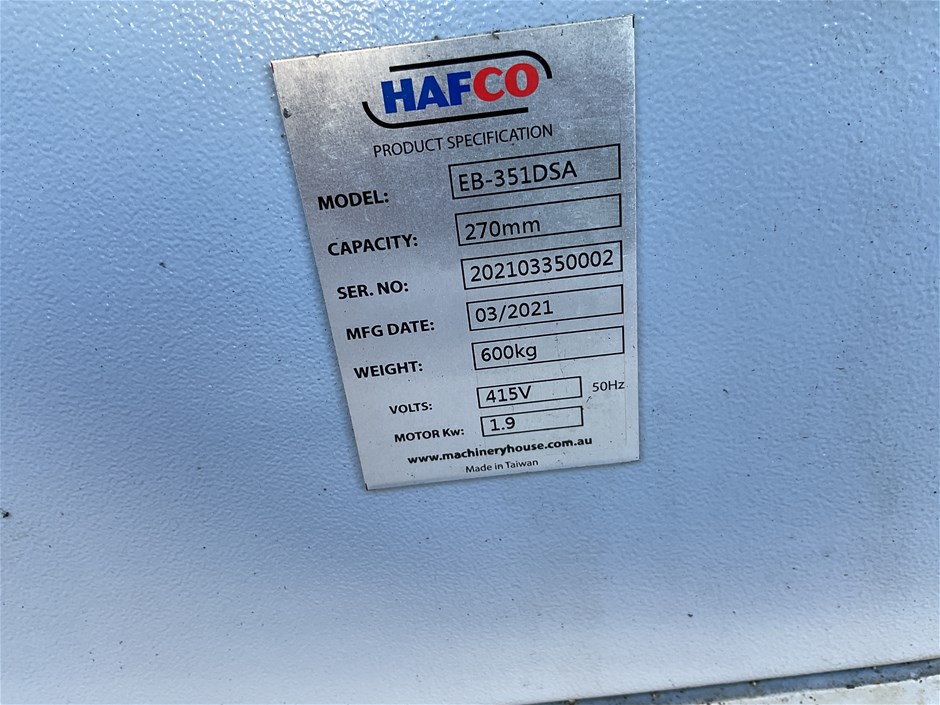 HAFCO
PRODUCT SPECIFICATION
MODEL: EB-351DSA
CAPACITY: 270mm
SER. NO: 202103350002
MFG DATE: 03/2021
WEIGHT: 600kg
VOLTS: 415V 50Hz
MOTOR Kw: 1.9
www.machineryhouse.com.au
Made in Taiwan